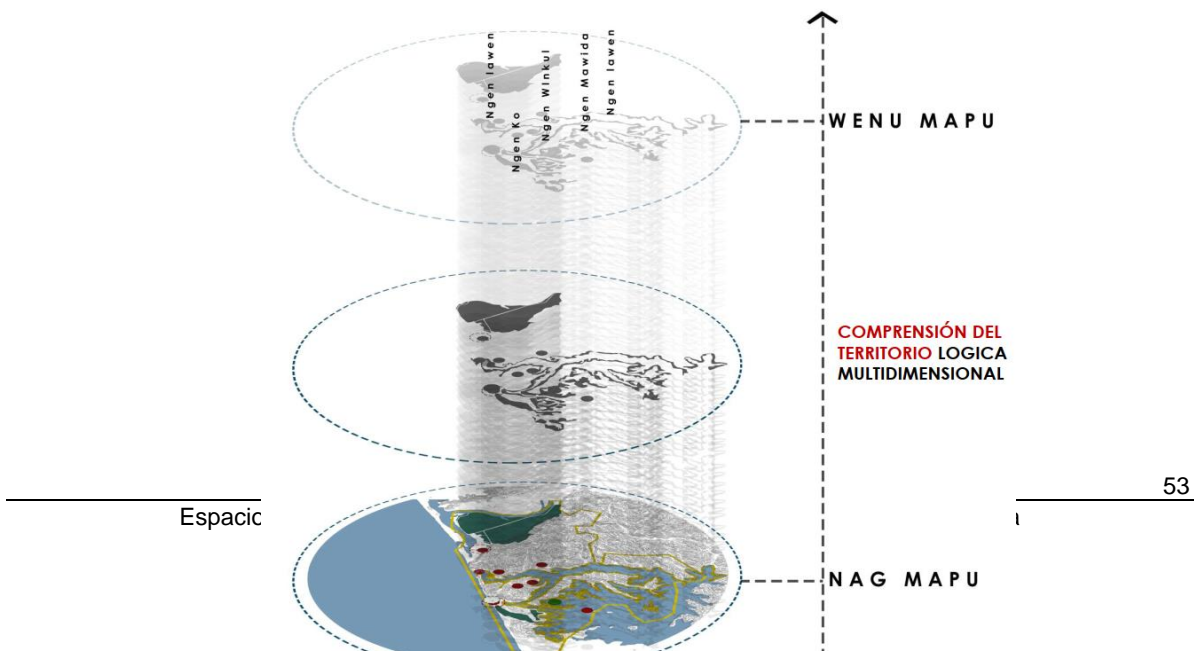 Ngen lawen
Ngen Ko
Ngen Winkul
Ngen Mawida
Ngen lawen
WENU MAPU
COMPRENSIÓN DEL
TERRITORIO LOGICA
MULTIDIMENSIONAL
53
NAG MAPU